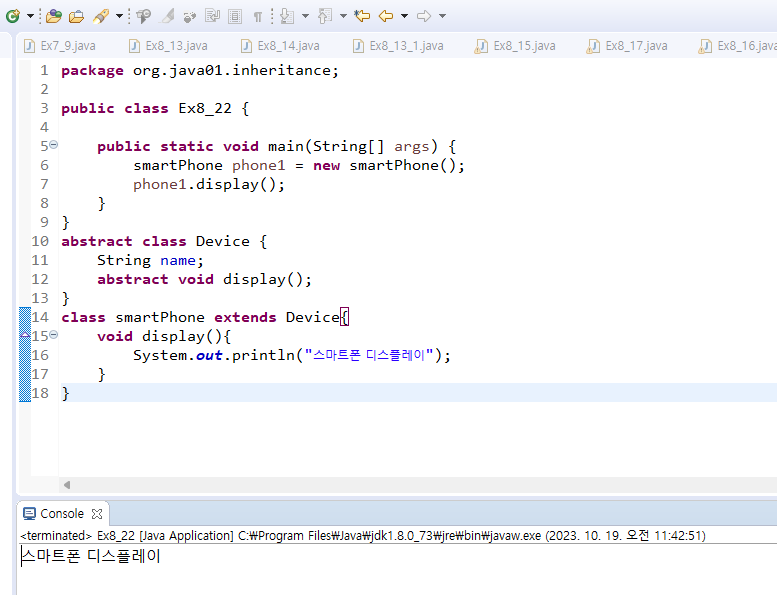 Ex7_9.java Ex8_13.java Ex8_14.java Ex8_13_1.java Ex8_15.java Ex8_17.java Ex8_16.java
1 package org.java01.inheritance;
2
3 public class Ex8_22 {
4
5 public static void main(String[] args) {
6 smartPhone phone1 = new smartPhone();
7 phone1.display();
8 }
9 }
10 abstract class Device {
11 String name;
12 abstract void display();
13 }
14 class smartPhone extends Device{
15 void display(){
16 System.out.println("스마트폰 디스플레이");
17 }
18 }
Console
<terminated> Ex8_22 [Java Application] C:₩Program Files₩Java₩jdk1.8.0_73₩jre₩bin₩javaw.exe (2023. 10. 19. 오전 11:42:51)
스마트폰 디스플레이